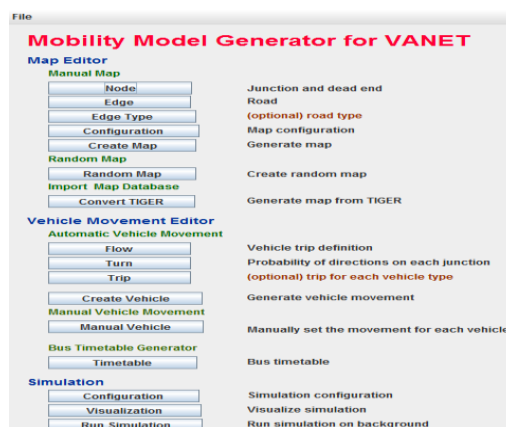 File
Mobility Model Generator for VANET
Map Editor
Manual Map
Node Junction and dead end
Edge Road
Edge Type (optional) road type
Configuration Map configuration
Create Map Generate map
Random Map
Random Map Create random map
Import Map Database
Convert TIGER Generate map from TIGER
Vehicle Movement Editor
Automatic Vehicle Movement
Flow Vehicle trip definition
Turn Probability of directions on each junction
Trip (optional) trip for each vehicle type
Create Vehicle Generate vehicle movement
Manual Vehicle Movement
Manual Vehicle Manually set the movement for each vehicle
Bus Timetable Generator
Timetable Bus timetable
Simulation
Configuration Simulation configuration
Visualization Visualize simulation
Run Simulation Run simulation on background